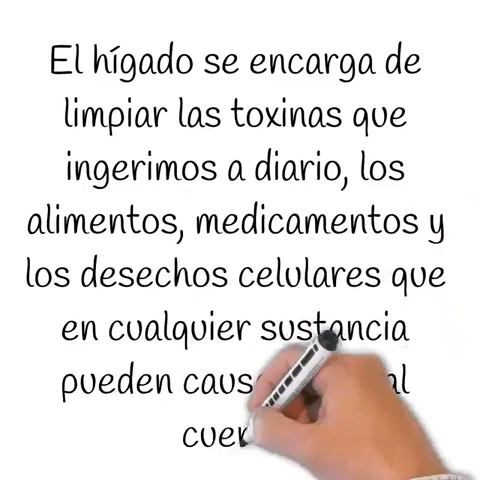 El hígado se encarga de
limpiar las toxinas que
ingerimos a diario, los
alimentos, medicamentos y
los desechos celulares que
en cualquier sustancia
pueden